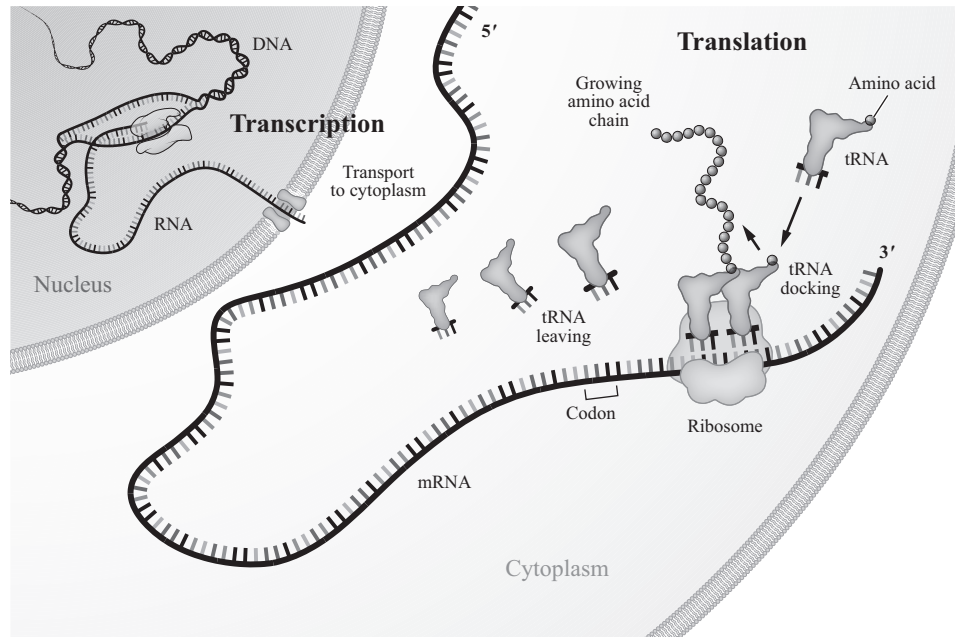 DNA
Transcription
RNA
Nucleus
Transport
to cytoplasm
5′
Translation
Growing
amino acid
chain
Amino acid
tRNA
3′
tRNA
docking
tRNA
leaving
Codon
Ribosome
mRNA
Cytoplasm